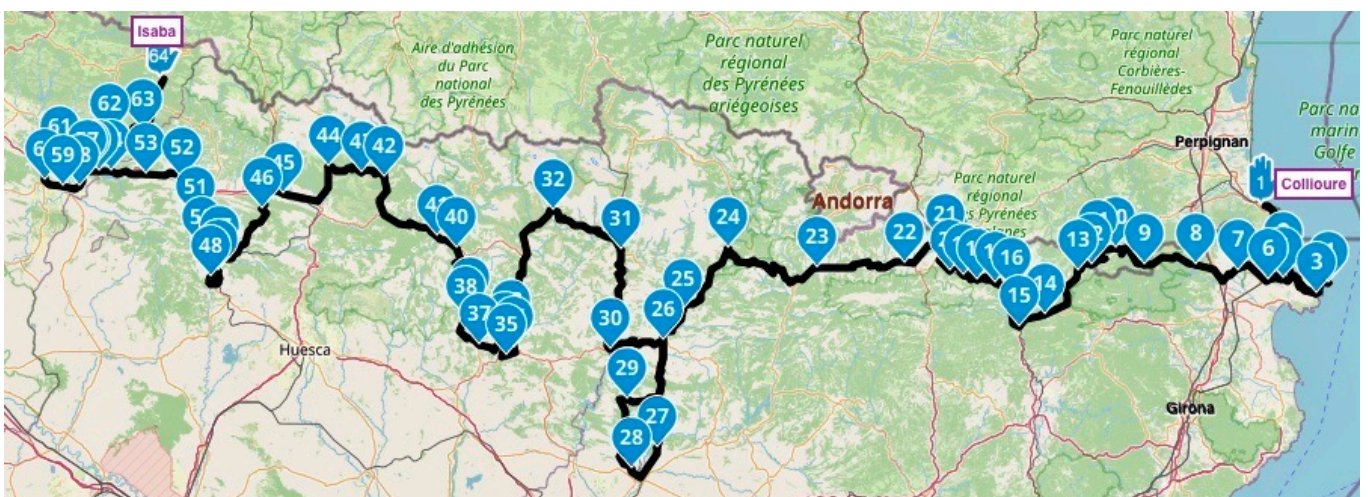 Isaba
Aire d'adhésion
du Parc
national
des Pyrénées
Parc naturel
régional
des Pyrénées
ariégeoises
Parc naturel
régional
Corbières-
Fenouillèdes
marin
Golfe
Perpignan
Collioure
Andorra
Parc naturel
régional
Pyrénées
Huesca
Girona
64
63
62
61
59
53
52
51
48
46
45
44
42
40
38
37
35
32
31
30
29
28
27
26
25
24
23
22
21
16
15
14
13
9
8
7
6
3
1